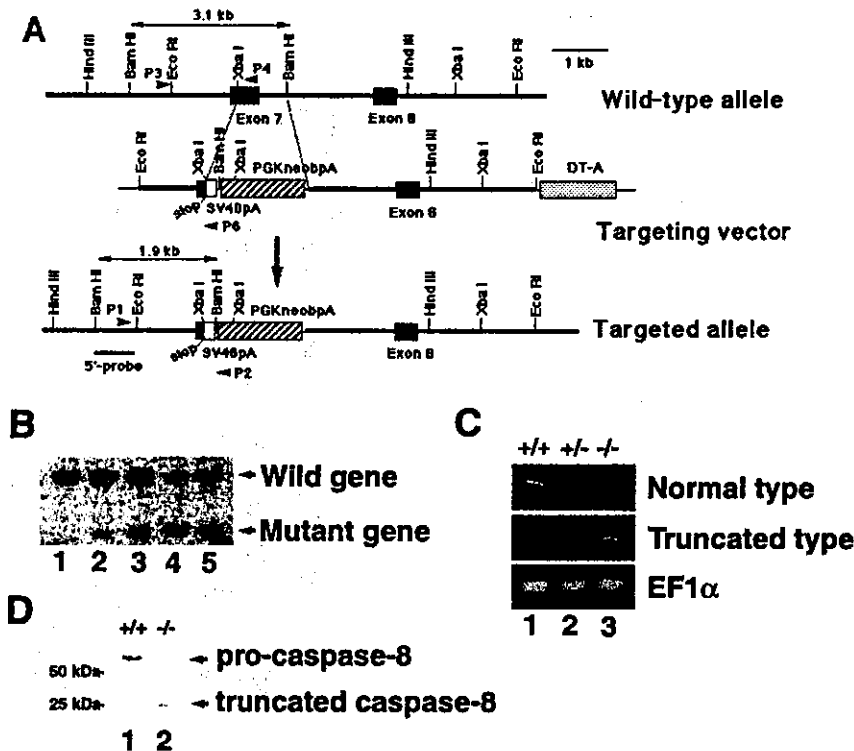 A
3.1 kb
Hind III
Bam HI
P3
Eco RI
Xba I
P4
Bam HI
Hind III
Xba I
Eco RI
1 kb
Exon 7
Exon 8
Wild-type allele
Eco RI
Xba I
Bam HI
Xba I
PGKneobpA
Hind III
Xba I
Eco RI
DT-A
Stop
SV40pA
P6
Exon 8
Targeting vector
1.9 kb
Hind III
Bam HI
P1
Eco RI
Xba I
Bam HI
Xba I
PGKneobpA
Hind III
Xba I
Eco RI
Targeted allele
Stop
SV40pA
Exon 8
5'-probe
P2
B
Wild gene
Mutant gene
1 2 3 4 5
C
+/+ +/- -/-
Normal type
Truncated type
EF1α
1 2 3
D
+/+ -/-
pro-caspase-8
50 kDa-
25 kDa-
truncated caspase-8
1 2